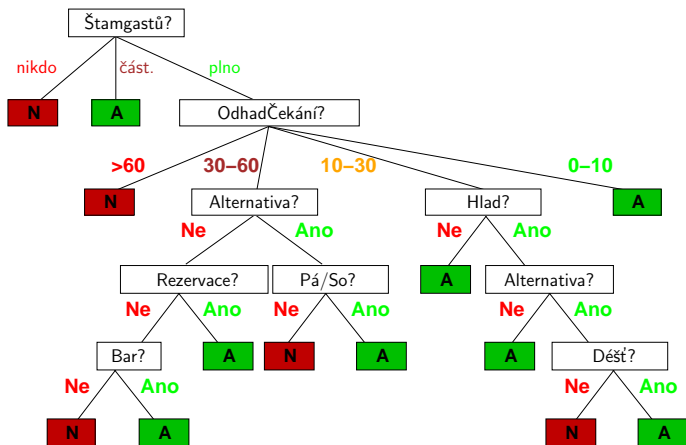 Štamgastů?
nikdo část. plno
N A OdhadČekání?
>60 30–60 10–30 0–10
N Alternativa? Hlad? A
Ne Ano Ne Ano
Rezervace? Pá/So? A Alternativa?
Ne Ano Ne Ano Ne Ano
Bar? A N A A Déšť?
Ne Ano Ne Ano
N A N A